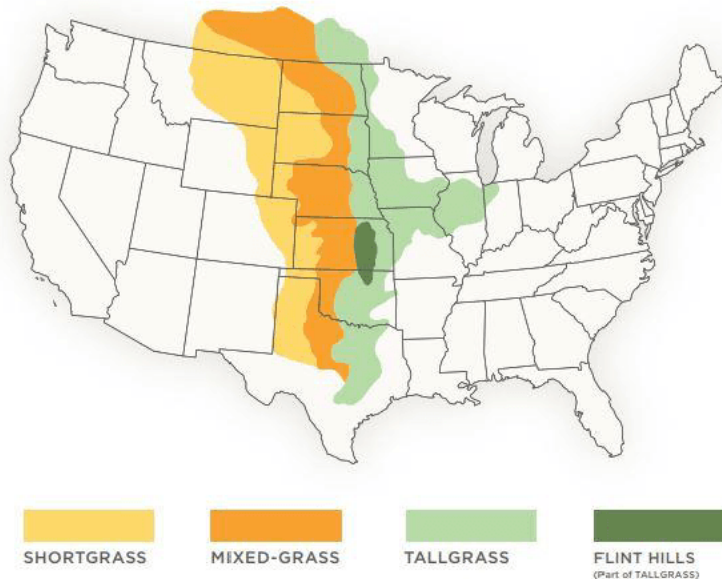 SHORTGRASS
MIXED-GRASS
TALLGRASS
FLINT HILLS
(Part of TALLGRASS)